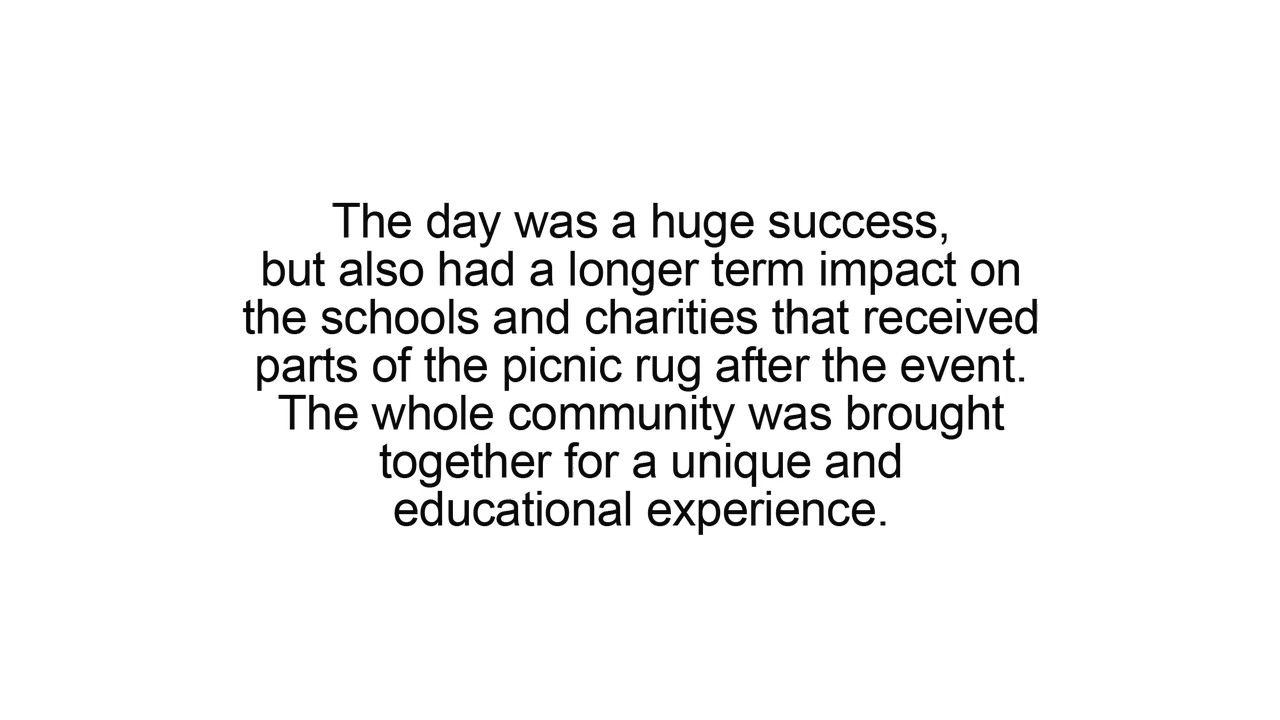 The day was a huge success,
but also had a longer term impact on
the schools and charities that received
parts of the picnic rug after the event.
The whole community was brought
together for a unique and
educational experience.